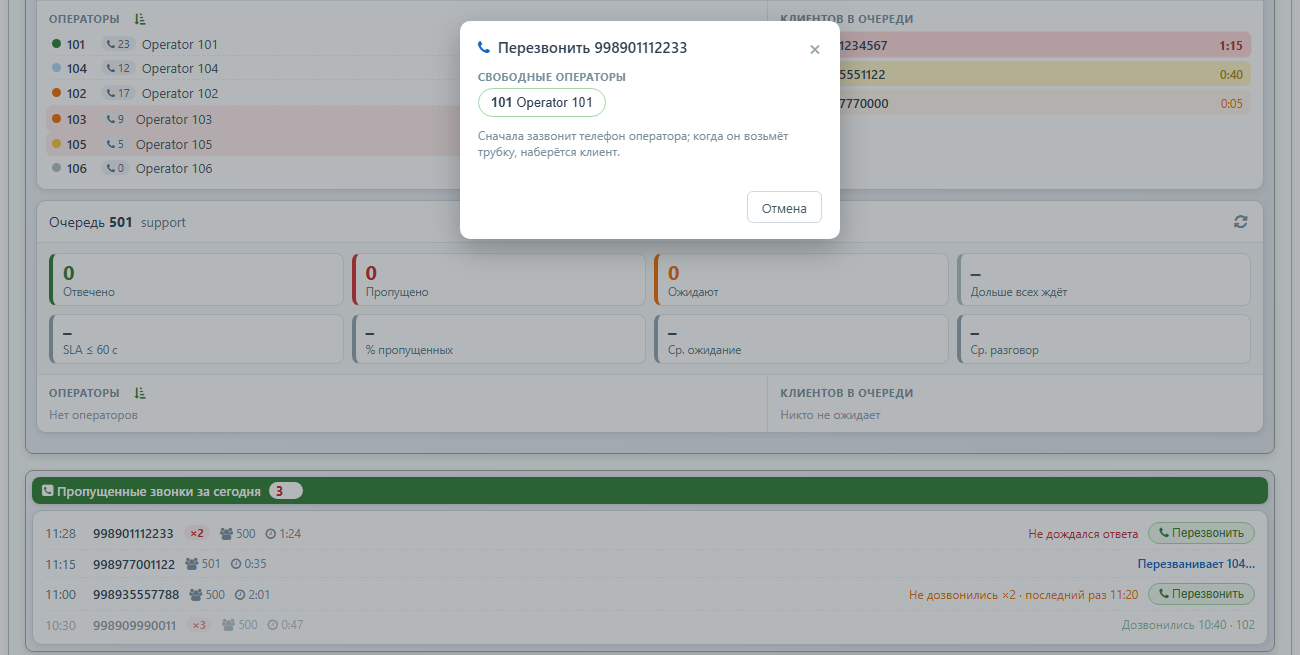 ОПЕРАТОРЫ
101 23 Operator 101
104 12 Operator 104
102 17 Operator 102
103 9 Operator 103
105 5 Operator 105
106 0 Operator 106
КЛИЕНТОВ В ОЧЕРЕДИ
1234567 1:15
5551122 0:40
7770000 0:05
Перезвонить 998901112233 ×
СВОБОДНЫЕ ОПЕРАТОРЫ
101 Operator 101
Сначала зазвонит телефон оператора; когда он возьмёт
трубку, наберётся клиент.
Отмена
Очередь 501 support
0
Отвечено
0
Пропущено
0
Ожидают
–
Дольше всех ждёт
–
SLA ≤ 60 с
–
% пропущенных
–
Ср. ожидание
–
Ср. разговор
ОПЕРАТОРЫ
Нет операторов
КЛИЕНТОВ В ОЧЕРЕДИ
Никто не ожидает
Пропущенные звонки за сегодня 3
11:28 998901112233 ×2 500 1:24 Не дождался ответа Перезвонить
11:15 998977001122 501 0:35 Перезванивает 104...
11:00 998935557788 500 2:01 Не дозвонились ×2 · последний раз 11:20 Перезвонить
10:30 998909990011 ×3 500 0:47 Дозвонились 10:40 · 102